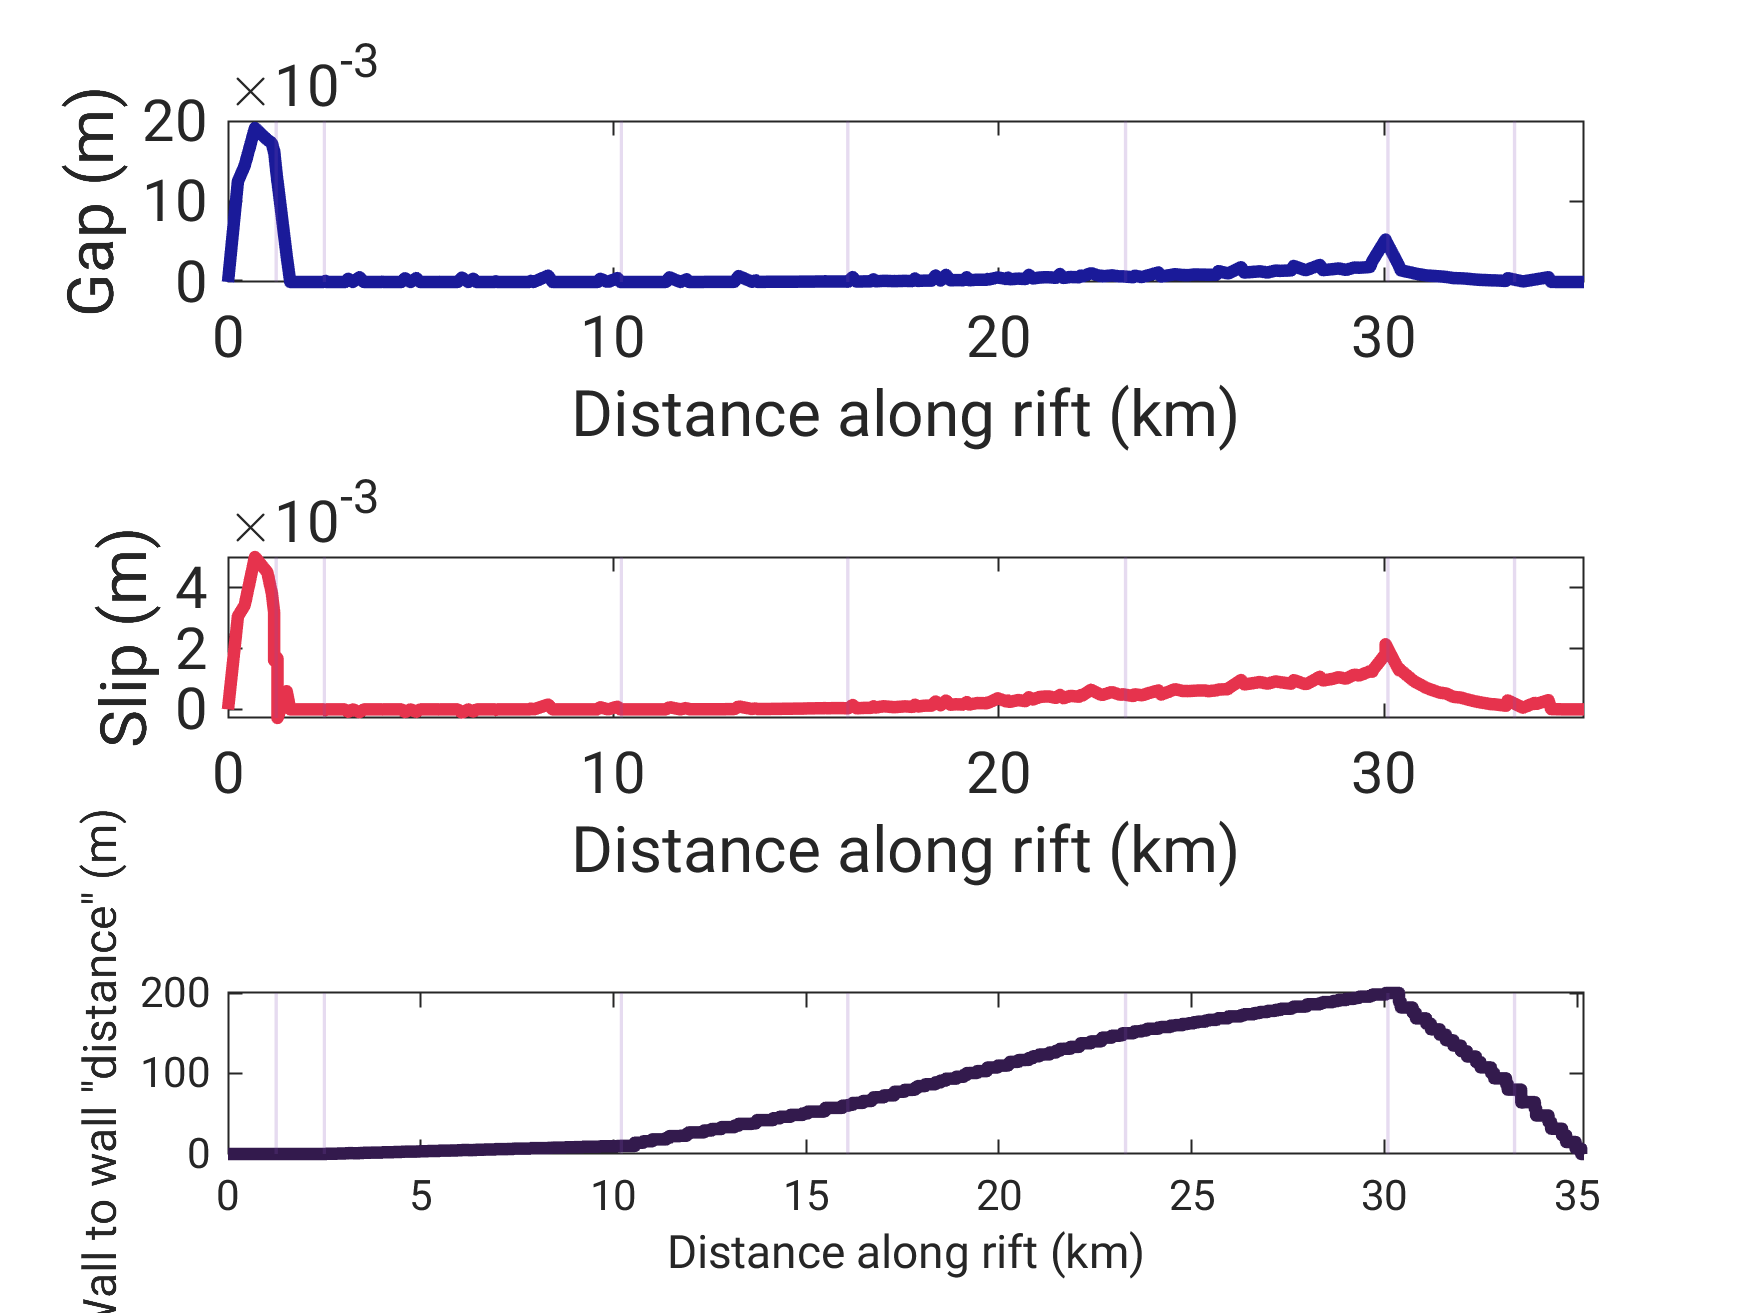 ×10-3
Gap (m)
20
10
0
0 10 20 30
Distance along rift (km)
×10-3
Slip (m)
4
2
0
0 10 20 30
Distance along rift (km)
Wall to wall "distance" (m)
200
100
0
0 5 10 15 20 25 30 35
Distance along rift (km)